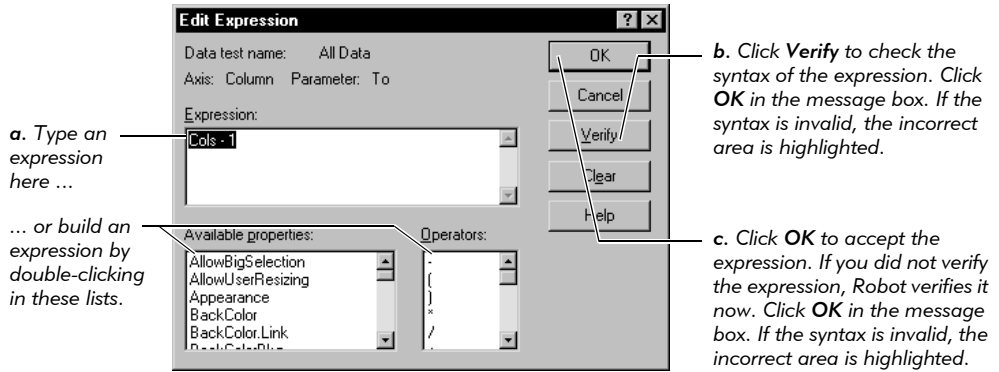 Edit Expression
Data test name: All Data
Axis: Column Parameter: To
Expression:
Cols - 1
Available properties:
AllowBigSelection
AllowUserResizing
Appearance
BackColor
BackColor.Link
BackColorBkg
Operators:
-
(
)
*
/
OK
Cancel
Verify
Clear
Help
a. Type an
expression
here ...
... or build an
expression by
double-clicking
in these lists.
b. Click Verify to check the
syntax of the expression. Click
OK in the message box. If the
syntax is invalid, the incorrect
area is highlighted.
c. Click OK to accept the
expression. If you did not verify
the expression, Robot verifies it
now. Click OK in the message
box. If the syntax is invalid, the
incorrect area is highlighted.